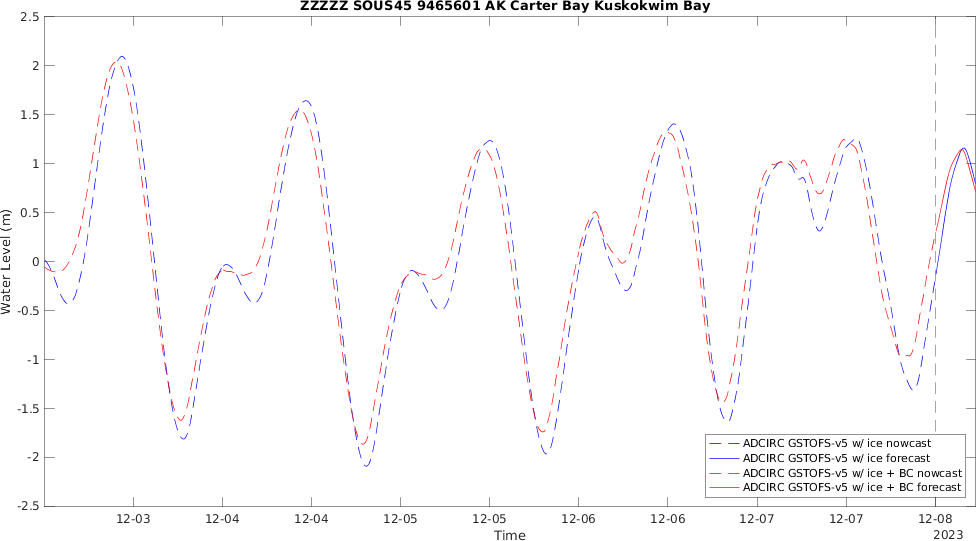 ZZZZZ SOUS45 9465601 AK Carter Bay Kuskokwim Bay
2.5
2
1.5
1
0.5
0
-0.5
-1
-1.5
-2
-2.5
Water Level (m)
ADCIRC GSTOFS-v5 w/ ice nowcast
ADCIRC GSTOFS-v5 w/ ice forecast
ADCIRC GSTOFS-v5 w/ ice + BC nowcast
ADCIRC GSTOFS-v5 w/ ice + BC forecast
12-03 12-04 12-04 12-05 12-05 12-06 12-06 12-07 12-07 12-08
2023
Time